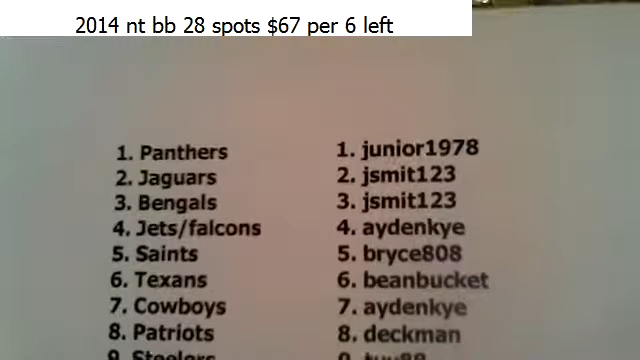 2014 nt bb 28 spots $67 per 6 left
1. Panthers
2. Jaguars
3. Bengals
4. Jets/falcons
5. Saints
6. Texans
7. Cowboys
8. Patriots
9. Steelers
1. junior1978
2. jsmit123
3. jsmit123
4. aydenkye
5. bryce808
6. beanbucket
7. aydenkye
8. deckman